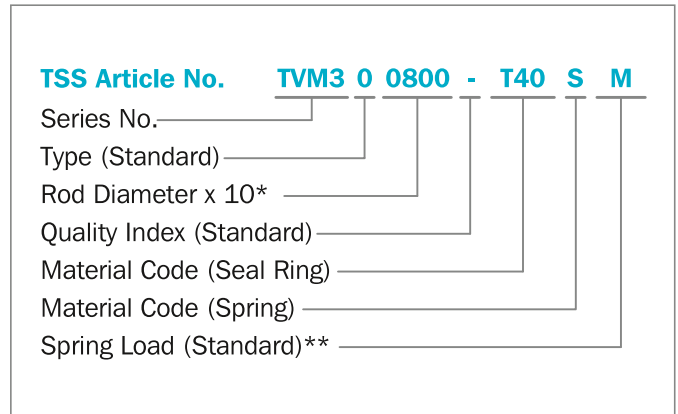 TSS Article No. TVM3 0 0800 - T40 S M
Series No.
Type (Standard)
Rod Diameter x 10*
Quality Index (Standard)
Material Code (Seal Ring)
Material Code (Spring)
Spring Load (Standard)**